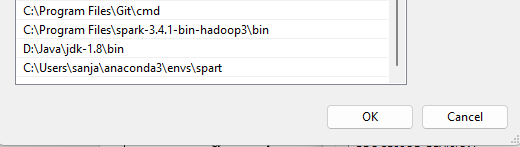 C:\Program Files\Git\cmd
C:\Program Files\spark-3.4.1-bin-hadoop3\bin
D:\Java\jdk-1.8\bin
C:\Users\sanja\anaconda3\envs\spart
OK
Cancel